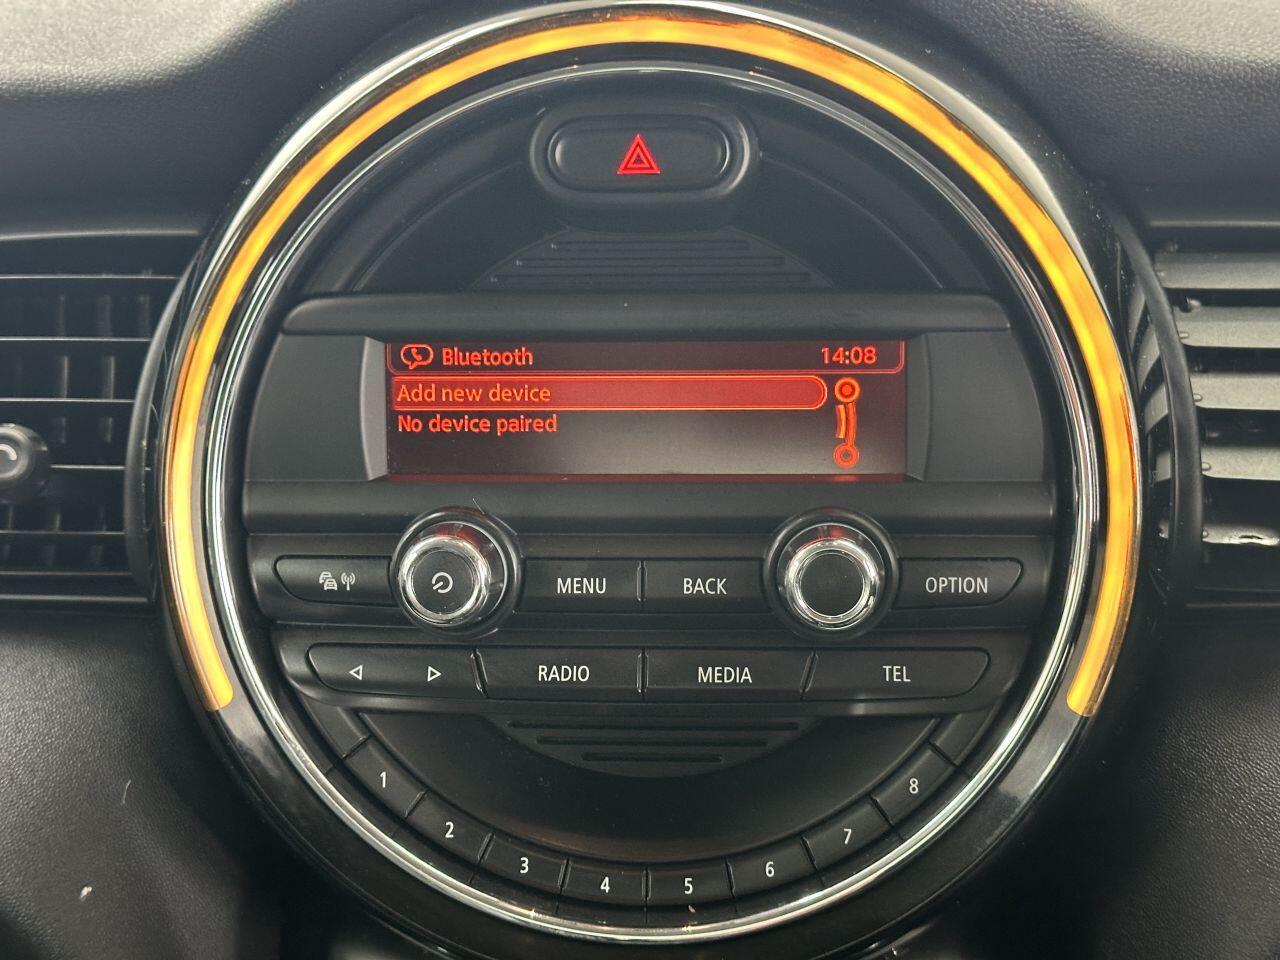 Bluetooth 14:08
Add new device
No device paired
MENU BACK OPTION
RADIO MEDIA TEL
1 2 3 4 5 6 7 8